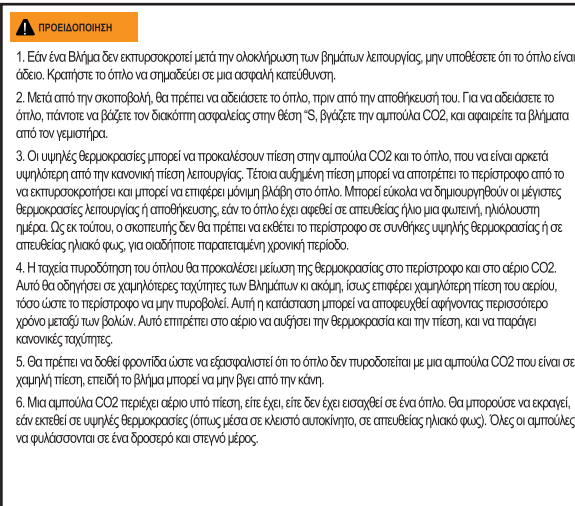 ΠΡΟΕΙΔΟΠΟΙΗΣΗ
1. Εάν ένα Βλήμα δεν εκπυρσοκροτεί μετά την ολοκλήρωση των βημάτων λειτουργίας, μην υποθέσετε ότι το όπλο είναι
άδειο. Κρατήστε το όπλο να σημαδεύει σε μια ασφαλή κατεύθυνση.
2. Μετά από την σκοποβολή, θα πρέπει να αδειάσετε το όπλο, πριν από την αποθήκευσή του. Για να αδειάσετε το
όπλο, πάντοτε να βάζετε τον διακόπτη ασφαλείας στην θέση “S, βγάζετε την αμπούλα CO2, και αφαιρείτε τα βλήματα
από τον γεμιστήρα.
3. Οι υψηλές θερμοκρασίες μπορεί να προκαλέσουν πίεση στην αμπούλα CO2 και το όπλο, που να είναι αρκετά
υψηλότερη από την κανονική πίεση λειτουργίας. Τέτοια αυξημένη πίεση μπορεί να αποτρέπει το περίστροφο από το
να εκπυρσοκροτήσει και μπορεί να επιφέρει μόνιμη βλάβη στο όπλο. Μπορεί εύκολα να δημιουργηθούν οι μέγιστες
θερμοκρασίες λειτουργίας ή αποθήκευσης, εάν το όπλο έχει αφεθεί σε απευθείας ήλιο μια φωτεινή, ηλιόλουστη
ημέρα. Ως εκ τούτου, ο σκοπευτής δεν θα πρέπει να εκθέτει το περίστροφο σε συνθήκες υψηλής θερμοκρασίας ή σε
απευθείας ηλιακό φως, για οιαδήποτε παρατεταμένη χρονική περίοδο.
4. Η ταχεία πυροδότηση του όπλου θα προκαλέσει μείωση της θερμοκρασίας στο περίστροφο και στο αέριο CO2.
Αυτό θα οδηγήσει σε χαμηλότερες ταχύτητες των Βλημάτων κι ακόμη, ίσως επιφέρει χαμηλότερη πίεση του αερίου,
τόσο ώστε το περίστροφο να μην πυροβολεί. Αυτή η κατάσταση μπορεί να αποφευχθεί αφήνοντας περισσότερο
χρόνο μεταξύ των βολών. Αυτό επιτρέπει στο αέριο να αυξήσει την θερμοκρασία και την πίεση, και να παράγει
κανονικές ταχύτητες.
5. Θα πρέπει να δοθεί φροντίδα ώστε να εξασφαλιστεί ότι το όπλο δεν πυροδοτείται με μια αμπούλα CO2 που είναι σε
χαμηλή πίεση, επειδή το βλήμα μπορεί να μην βγει από την κάνη.
6. Μια αμπούλα CO2 περιέχει αέριο υπό πίεση, είτε έχει, είτε δεν έχει εισαχθεί σε ένα όπλο. Θα μπορούσε να εκραγεί,
εάν εκτεθεί σε υψηλές θερμοκρασίες (όπως μέσα σε κλειστό αυτοκίνητο, σε απευθείας ηλιακό φως). Όλες οι αμπούλες
να φυλάσσονται σε ένα δροσερό και στεγνό μέρος.